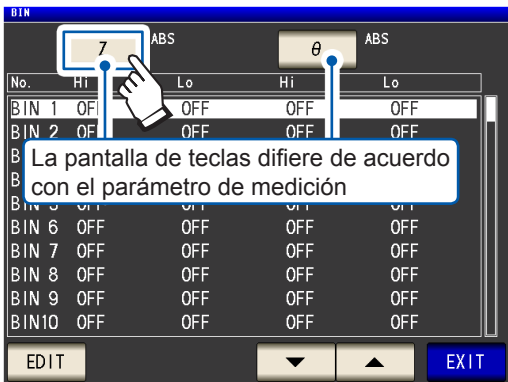 BIN
7 ABS θ ABS
No. Hi Lo Hi Lo
BIN 1 OFF OFF OFF
BIN 2 OFF OFF OFF
La pantalla de teclas difiere de acuerdo
con el parámetro de medición
BIN 6 OFF OFF OFF OFF
BIN 7 OFF OFF OFF OFF
BIN 8 OFF OFF OFF OFF
BIN 9 OFF OFF OFF OFF
BIN10 OFF OFF OFF OFF
EDIT ▼ ▲ EXIT